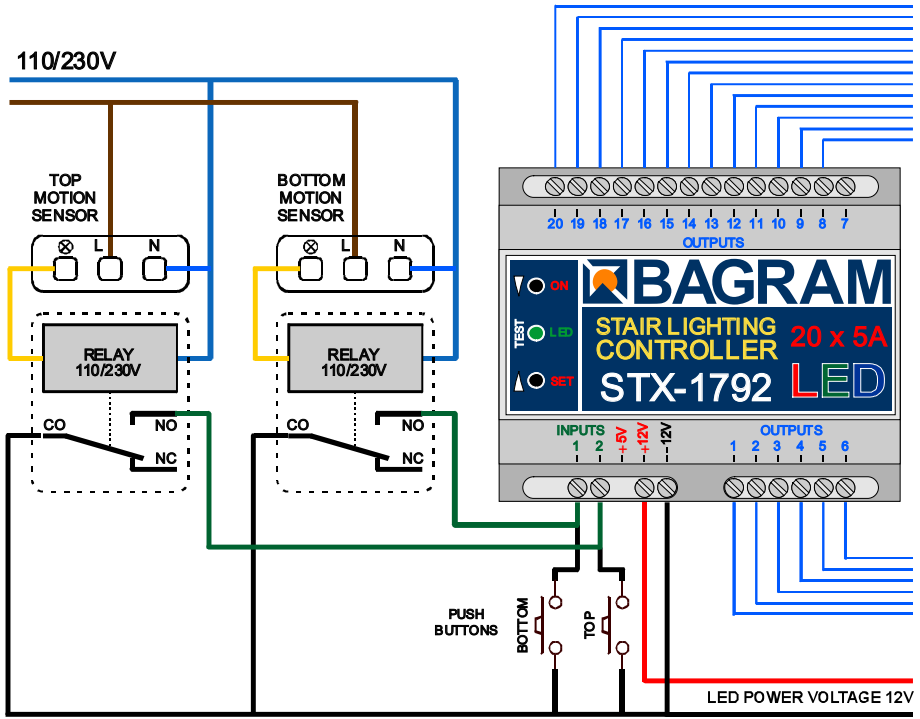 110/230V
TOP
MOTION
SENSOR
L
N
BOTTOM
MOTION
SENSOR
L
N
RELAY
110/230V
CO
NO
NC
RELAY
110/230V
CO
NO
NC
20 19 18 17 16 15 14 13 12 11 10 9 8 7
OUTPUTS
ON
TEST
LED
SET
BAGRAM
STAIR LIGHTING
CONTROLLER
20 x 5A
STX-1792
LED
INPUTS
1 2 +5V +12V -12V
OUTPUTS
1 2 3 4 5 6
PUSH
BUTTONS
BOTTOM
TOP
LED POWER VOLTAGE 12V